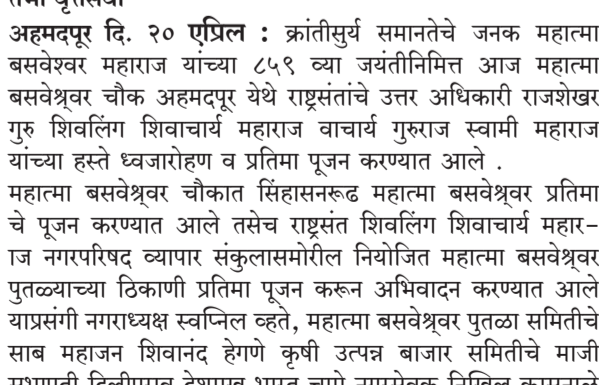 अहमदपूर दि. २० एप्रिल : क्रांतीसुर्य समानतेचे जनक महात्मा
बसवेश्वर महाराज यांच्या ८५९ व्या जयंतीनिमित्त आज महात्मा
बसवेश्र्वर चौक अहमदपूर येथे राष्ट्रसंतांचे उत्तर अधिकारी राजशेखर
गुरु शिवलिंग शिवाचार्य महाराज वाचार्य गुरुराज स्वामी महाराज
यांच्या हस्ते ध्वजारोहण व प्रतिमा पूजन करण्यात आले .
महात्मा बसवेश्र्वर चौकात सिंहासनरूढ महात्मा बसवेश्र्वर प्रतिमा
चे पूजन करण्यात आले तसेच राष्ट्रसंत शिवलिंग शिवाचार्य महार-
ाज नगरपरिषद व्यापार संकुलासमोरील नियोजित महात्मा बसवेश्र्वर
पुतळ्याच्या ठिकाणी प्रतिमा पूजन करून अभिवादन करण्यात आले
याप्रसंगी नगराध्यक्ष स्वप्निल व्हते, महात्मा बसवेश्र्वर पुतळा समितीचे
साब महाजन शिवानंद हेगणे कृषी उत्पन्न बाजार समितीचे माजी